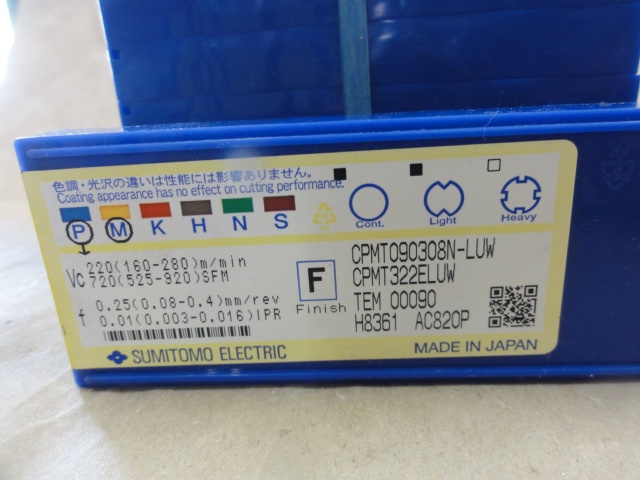 色調・光沢の違いは性能には影響ありません。
Coating appearance has no effect on cutting performance.
P M K H N S
Cont. Light Heavy
Vc 220(160-280)m/min
720(525-920)SFM
f 0.25(0.08-0.4)mm/rev
0.01(0.003-0.016)IPR
F
Finish
CPMT090308N-LUW
CPMT322ELUW
TEM 00090
H8361 AC820P
SUMITOMO ELECTRIC
MADE IN JAPAN